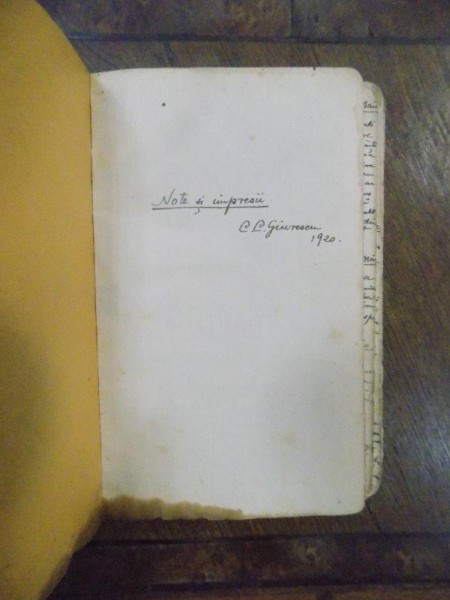 Note și impresii
C. C. Giurescu
1920.